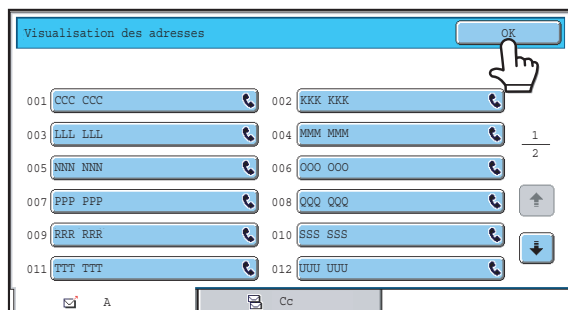 Visualisation des adresses OK
001 CCC CCC 002 KKK KKK
003 LLL LLL 004 MMM MMM
1
005 NNN NNN 006 OOO OOO
2
007 PPP PPP 008 QQQ QQQ
009 RRR RRR 010 SSS SSS
011 TTT TTT 012 UUU UUU
A Cc